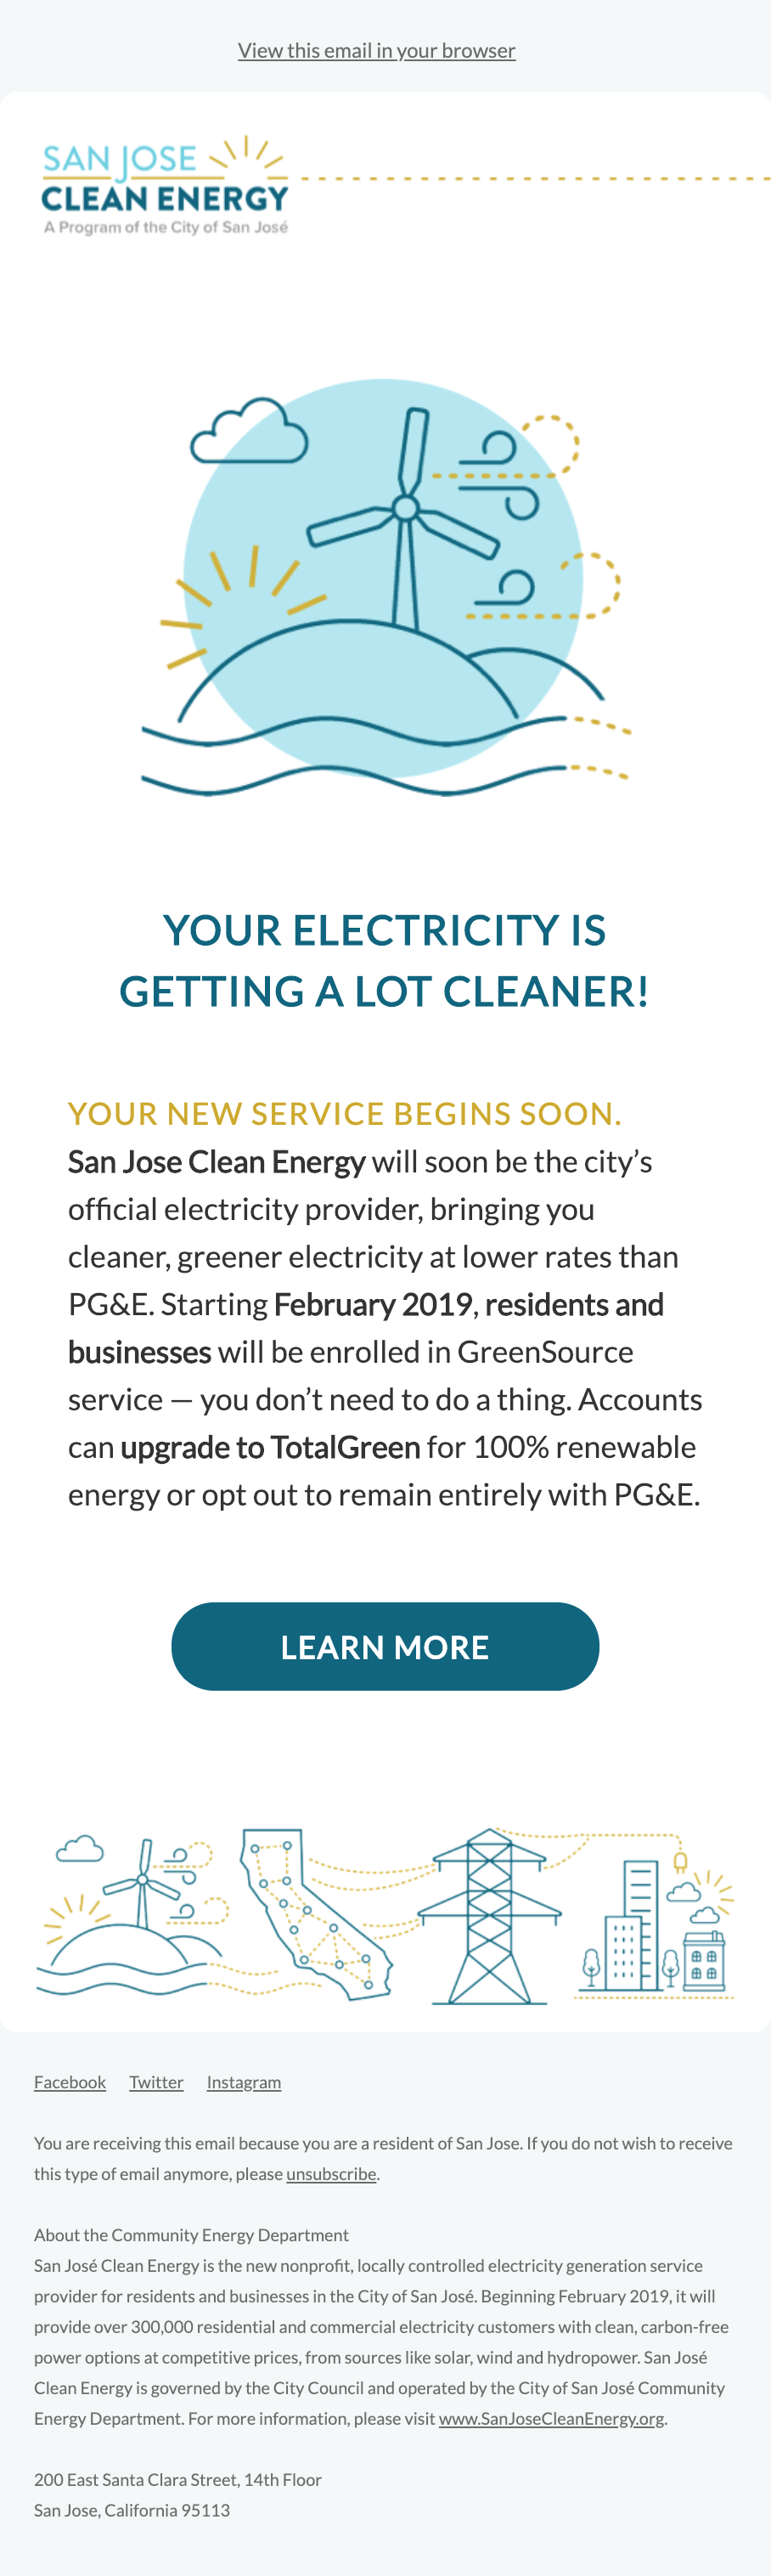 View this email in your browser
SAN JOSE
CLEAN ENERGY
A Program of the City of San José
YOUR ELECTRICITY IS
GETTING A LOT CLEANER!
YOUR NEW SERVICE BEGINS SOON.
San Jose Clean Energy will soon be the city’s
official electricity provider, bringing you
cleaner, greener electricity at lower rates than
PG&E. Starting February 2019, residents and
businesses will be enrolled in GreenSource
service — you don’t need to do a thing. Accounts
can upgrade to TotalGreen for 100% renewable
energy or opt out to remain entirely with PG&E.
LEARN MORE
Facebook Twitter Instagram
You are receiving this email because you are a resident of San Jose. If you do not wish to receive
this type of email anymore, please unsubscribe.
About the Community Energy Department
San José Clean Energy is the new nonprofit, locally controlled electricity generation service
provider for residents and businesses in the City of San José. Beginning February 2019, it will
provide over 300,000 residential and commercial electricity customers with clean, carbon-free
power options at competitive prices, from sources like solar, wind and hydropower. San José
Clean Energy is governed by the City Council and operated by the City of San José Community
Energy Department. For more information, please visit www.SanJoseCleanEnergy.org.
200 East Santa Clara Street, 14th Floor
San Jose, California 95113